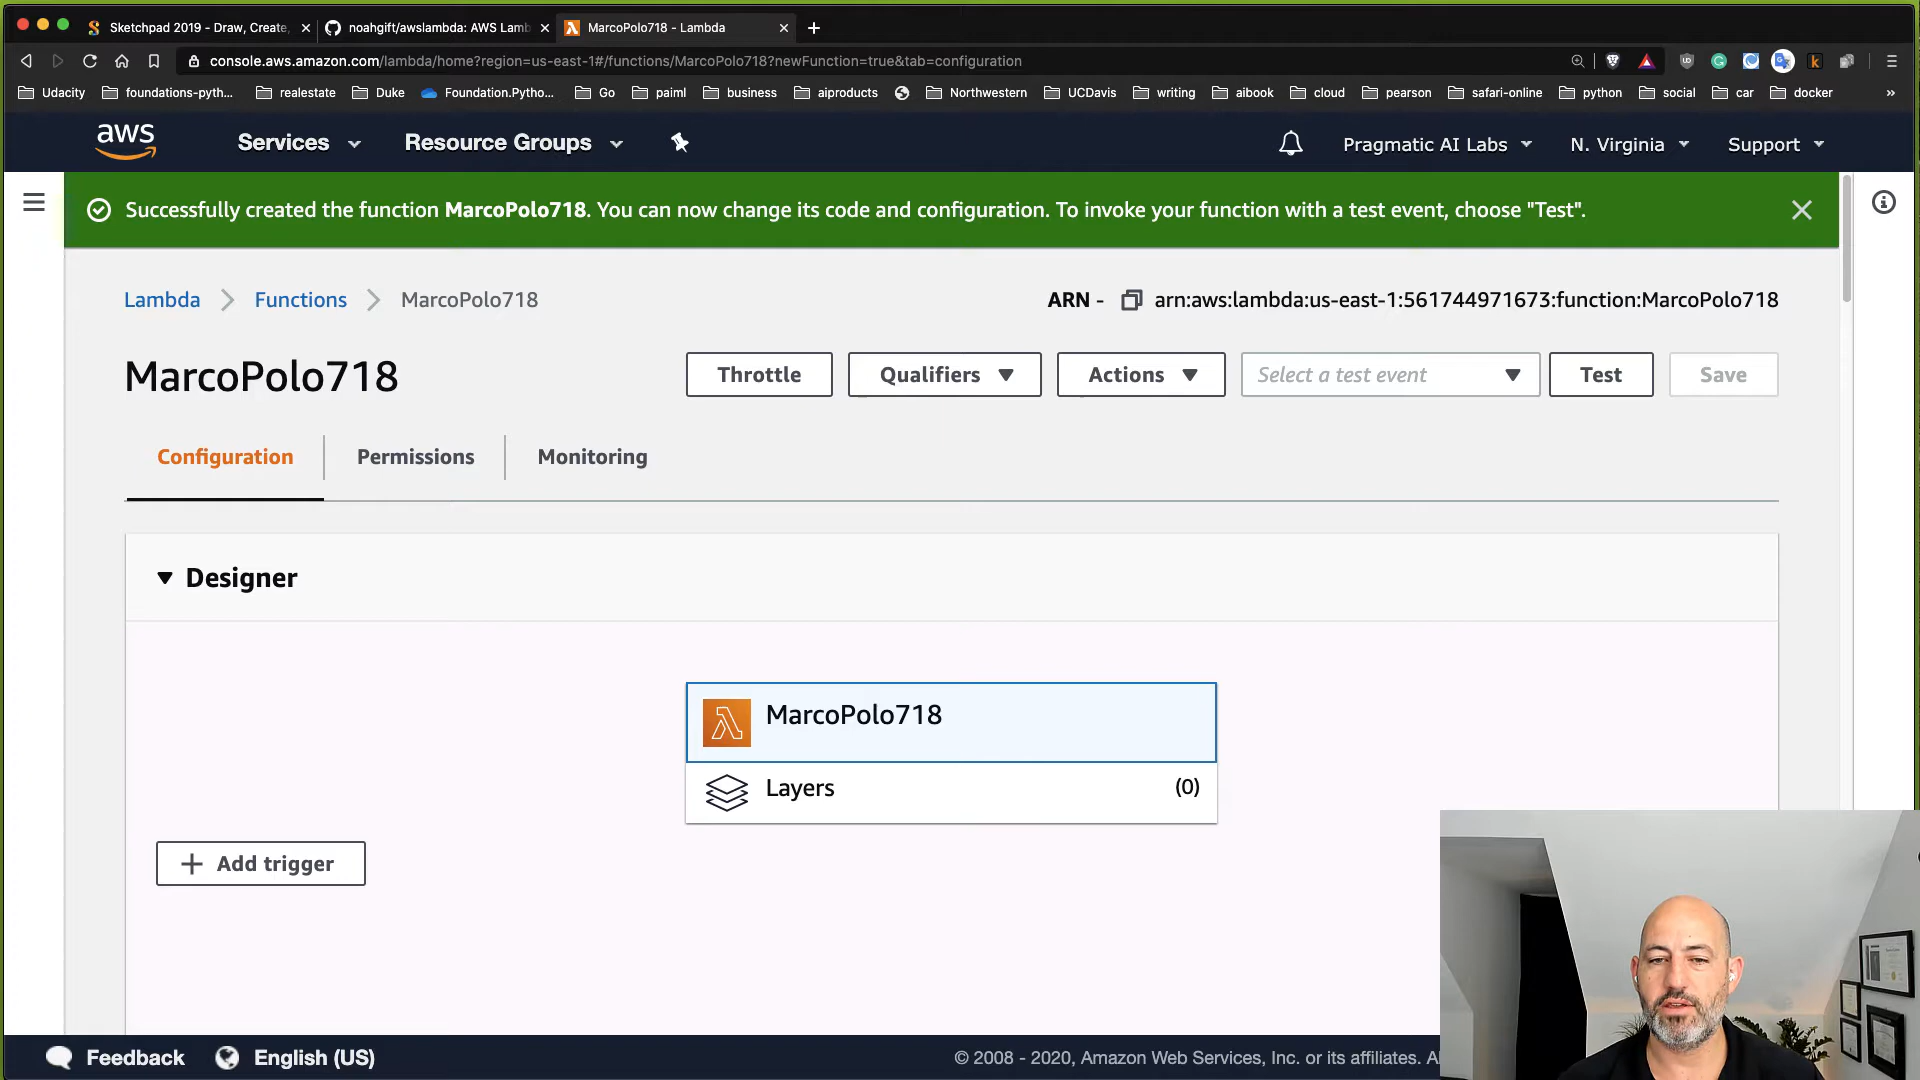 Sketchpad 2019 - Draw, Create,
noahgift/awslambda: AWS Lamb
MarcoPolo718 - Lambda
console.aws.amazon.com/lambda/home?region=us-east-1#/functions/MarcoPolo718?newFunction=true&tab=configuration
Udacity
foundations-pyth...
realestate
Duke
Foundation.Pytho...
Go
paiml
business
aiproducts
Northwestern
UCDavis
writing
aibook
cloud
pearson
safari-online
python
social
car
docker
»
aws
Services
Resource Groups
Pragmatic AI Labs
N. Virginia
Support
Successfully created the function MarcoPolo718. You can now change its code and configuration. To invoke your function with a test event, choose "Test".
Lambda
Functions
MarcoPolo718
ARN - arn:aws:lambda:us-east-1:561744971673:function:MarcoPolo718
MarcoPolo718
Throttle
Qualifiers
Actions
Select a test event
Test
Save
Configuration
Permissions
Monitoring
Designer
MarcoPolo718
Layers
(0)
+ Add trigger
Feedback
English (US)
© 2008 - 2020, Amazon Web Services, Inc. or its affiliates.